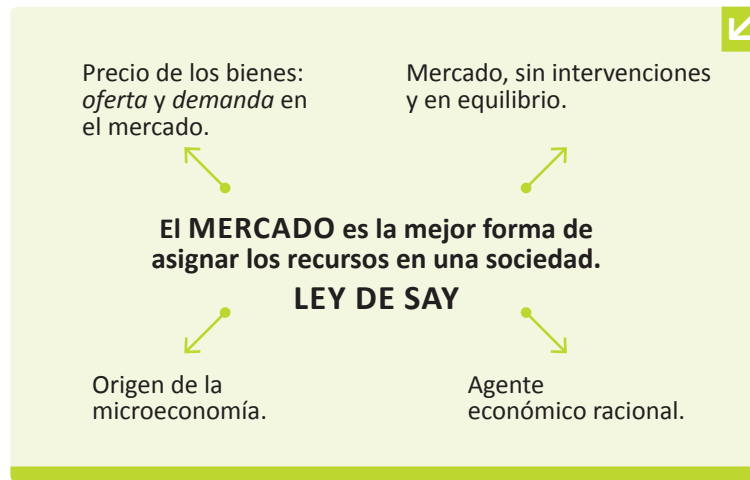 Precio de los bienes:
oferta y demanda en
el mercado.
Mercado, sin intervenciones
y en equilibrio.
El MERCADO es la mejor forma de
asignar los recursos en una sociedad.
LEY DE SAY
Origen de la
microeconomía.
Agente
económico racional.